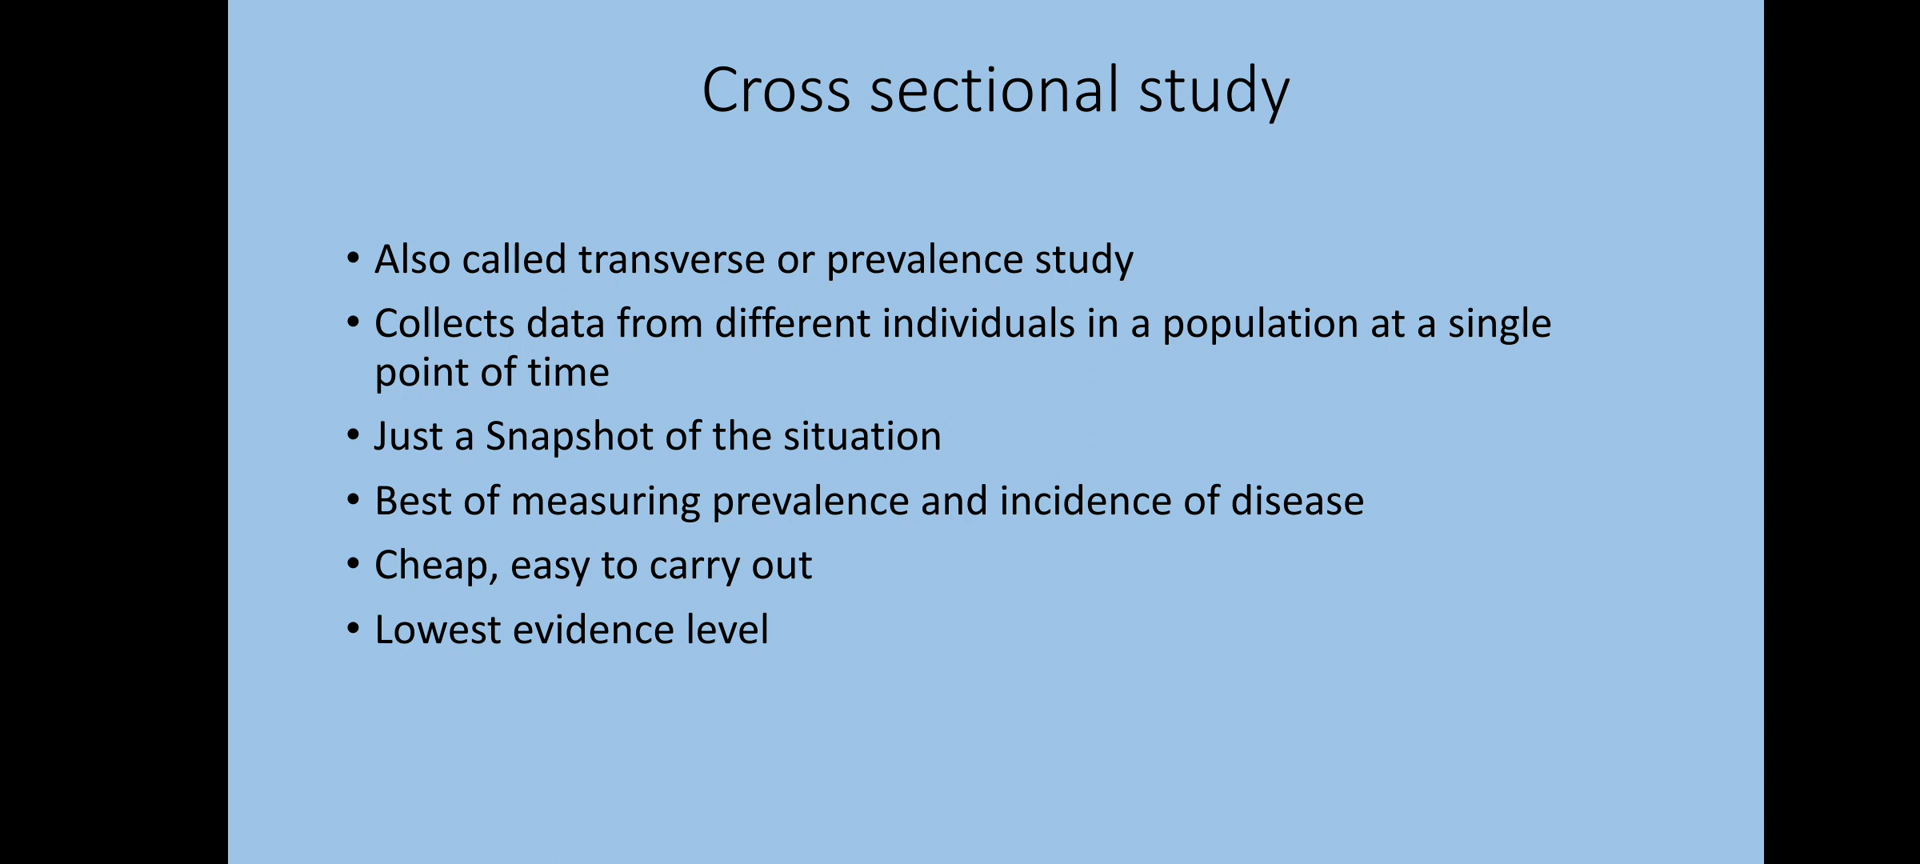 Cross sectional study
• Also called transverse or prevalence study
• Collects data from different individuals in a population at a single
point of time
• Just a Snapshot of the situation
• Best of measuring prevalence and incidence of disease
• Cheap, easy to carry out
• Lowest evidence level